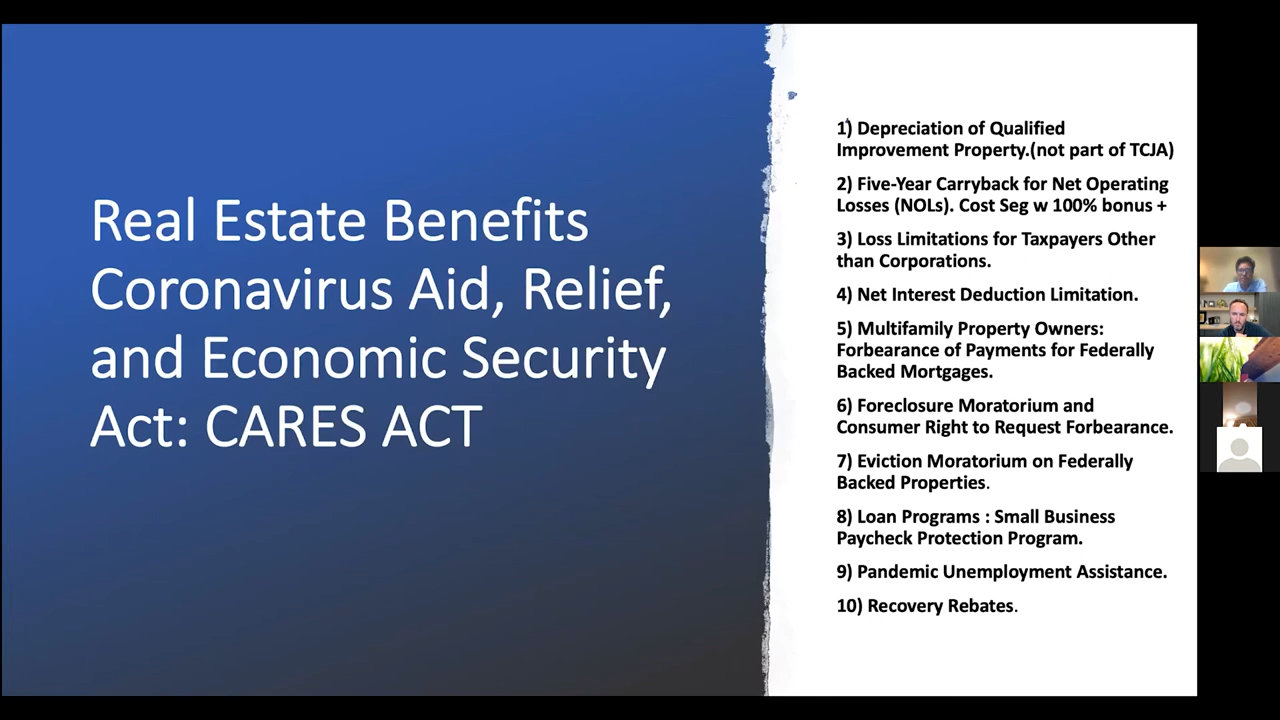 Real Estate Benefits
Coronavirus Aid, Relief,
and Economic Security
Act: CARES ACT
1) Depreciation of Qualified
Improvement Property.(not part of TCJA)
2) Five-Year Carryback for Net Operating
Losses (NOLs). Cost Seg w 100% bonus +
3) Loss Limitations for Taxpayers Other
than Corporations.
4) Net Interest Deduction Limitation.
5) Multifamily Property Owners:
Forbearance of Payments for Federally
Backed Mortgages.
6) Foreclosure Moratorium and
Consumer Right to Request Forbearance.
7) Eviction Moratorium on Federally
Backed Properties.
8) Loan Programs : Small Business
Paycheck Protection Program.
9) Pandemic Unemployment Assistance.
10) Recovery Rebates.